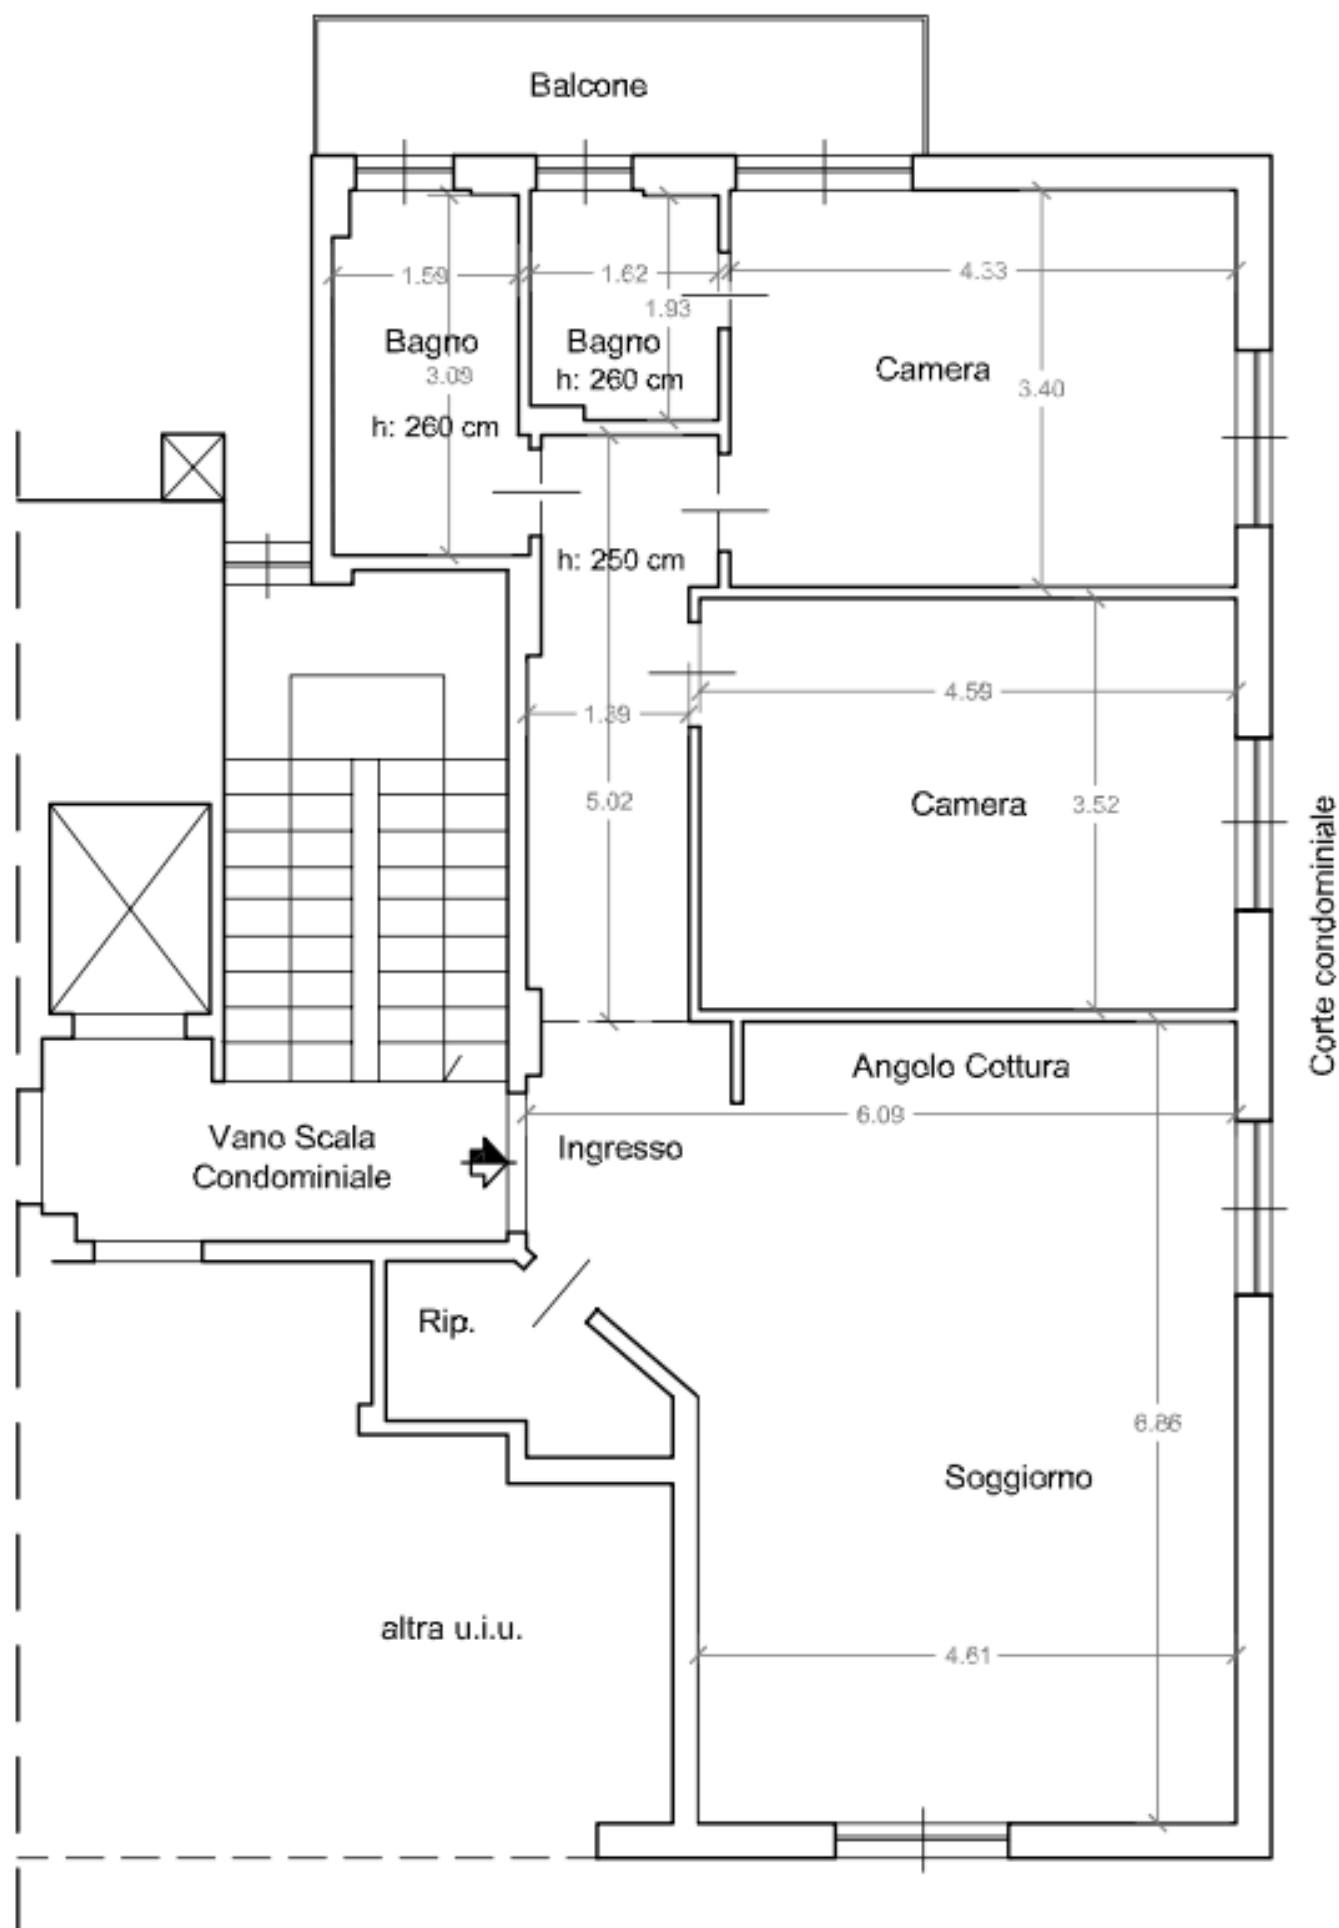 Balcone
1.59
1.62
4.33
1.93
Bagno
Bagno
Camera
3.09
h: 260 cm
3.40
h: 260 cm
h: 250 cm
4.59
1.39
5.02
Camera
3.52
Corte condominiale
Angolo Cottura
6.09
Vano Scala
Condominiale
Ingresso
Rip.
6.86
Soggiorno
altra u.i.u.
4.61